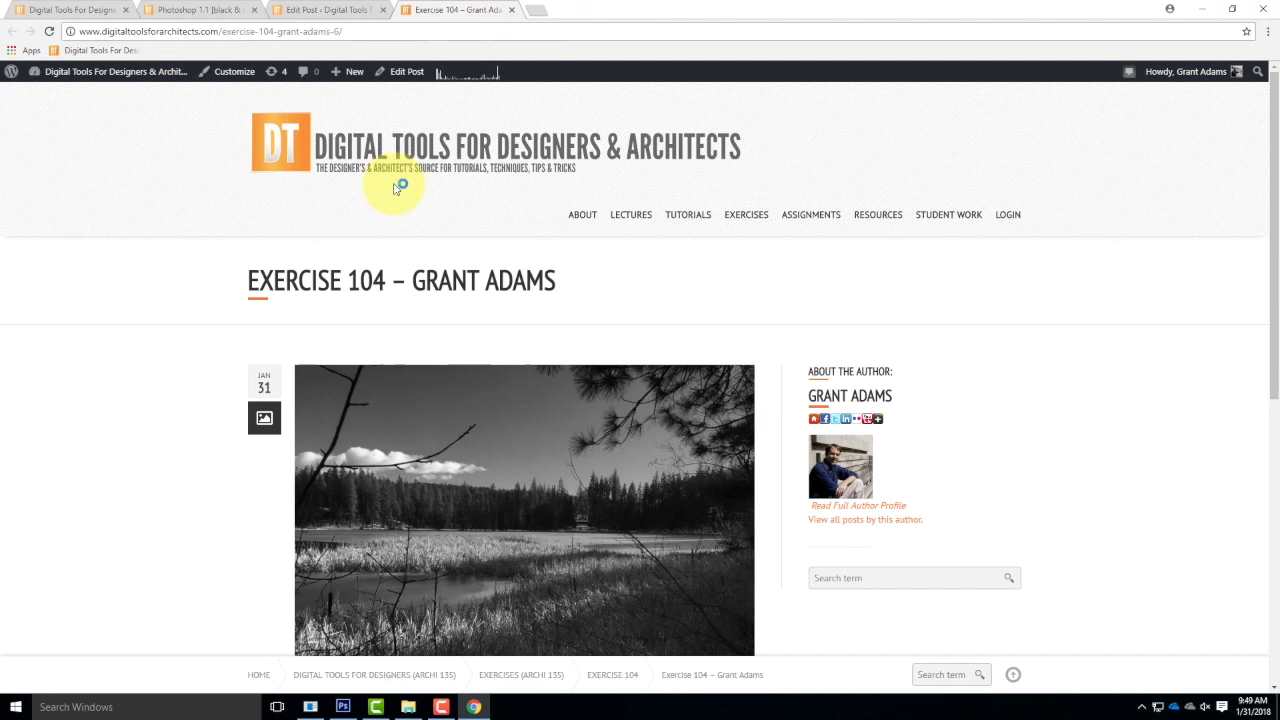 Digital Tools For Designers
Photoshop 1.1 [black &
Edit Post ‹ Digital Tools Fo
Exercise 104 – Grant Ada
www.digitaltoolsforarchitects.com/exercise-104-grant-adams-6/
Apps
Digital Tools For Des
Digital Tools For Designers & Archit...
Customize
4
0
New
Edit Post
Howdy, Grant Adams
DT
DIGITAL TOOLS FOR DESIGNERS & ARCHITECTS
THE DESIGNER'S & ARCHITECT'S SOURCE FOR TUTORIALS, TECHNIQUES, TIPS & TRICKS
ABOUT LECTURES TUTORIALS EXERCISES ASSIGNMENTS RESOURCES STUDENT WORK LOGIN
EXERCISE 104 – GRANT ADAMS
JAN
31
ABOUT THE AUTHOR:
GRANT ADAMS
Read Full Author Profile
View all posts by this author.
Search term
HOME
DIGITAL TOOLS FOR DESIGNERS (ARCHI 135)
EXERCISES (ARCHI 135)
EXERCISE 104
Exercise 104 – Grant Adams
Search term
Search Windows
Ps
9:49 AM
1/31/2018